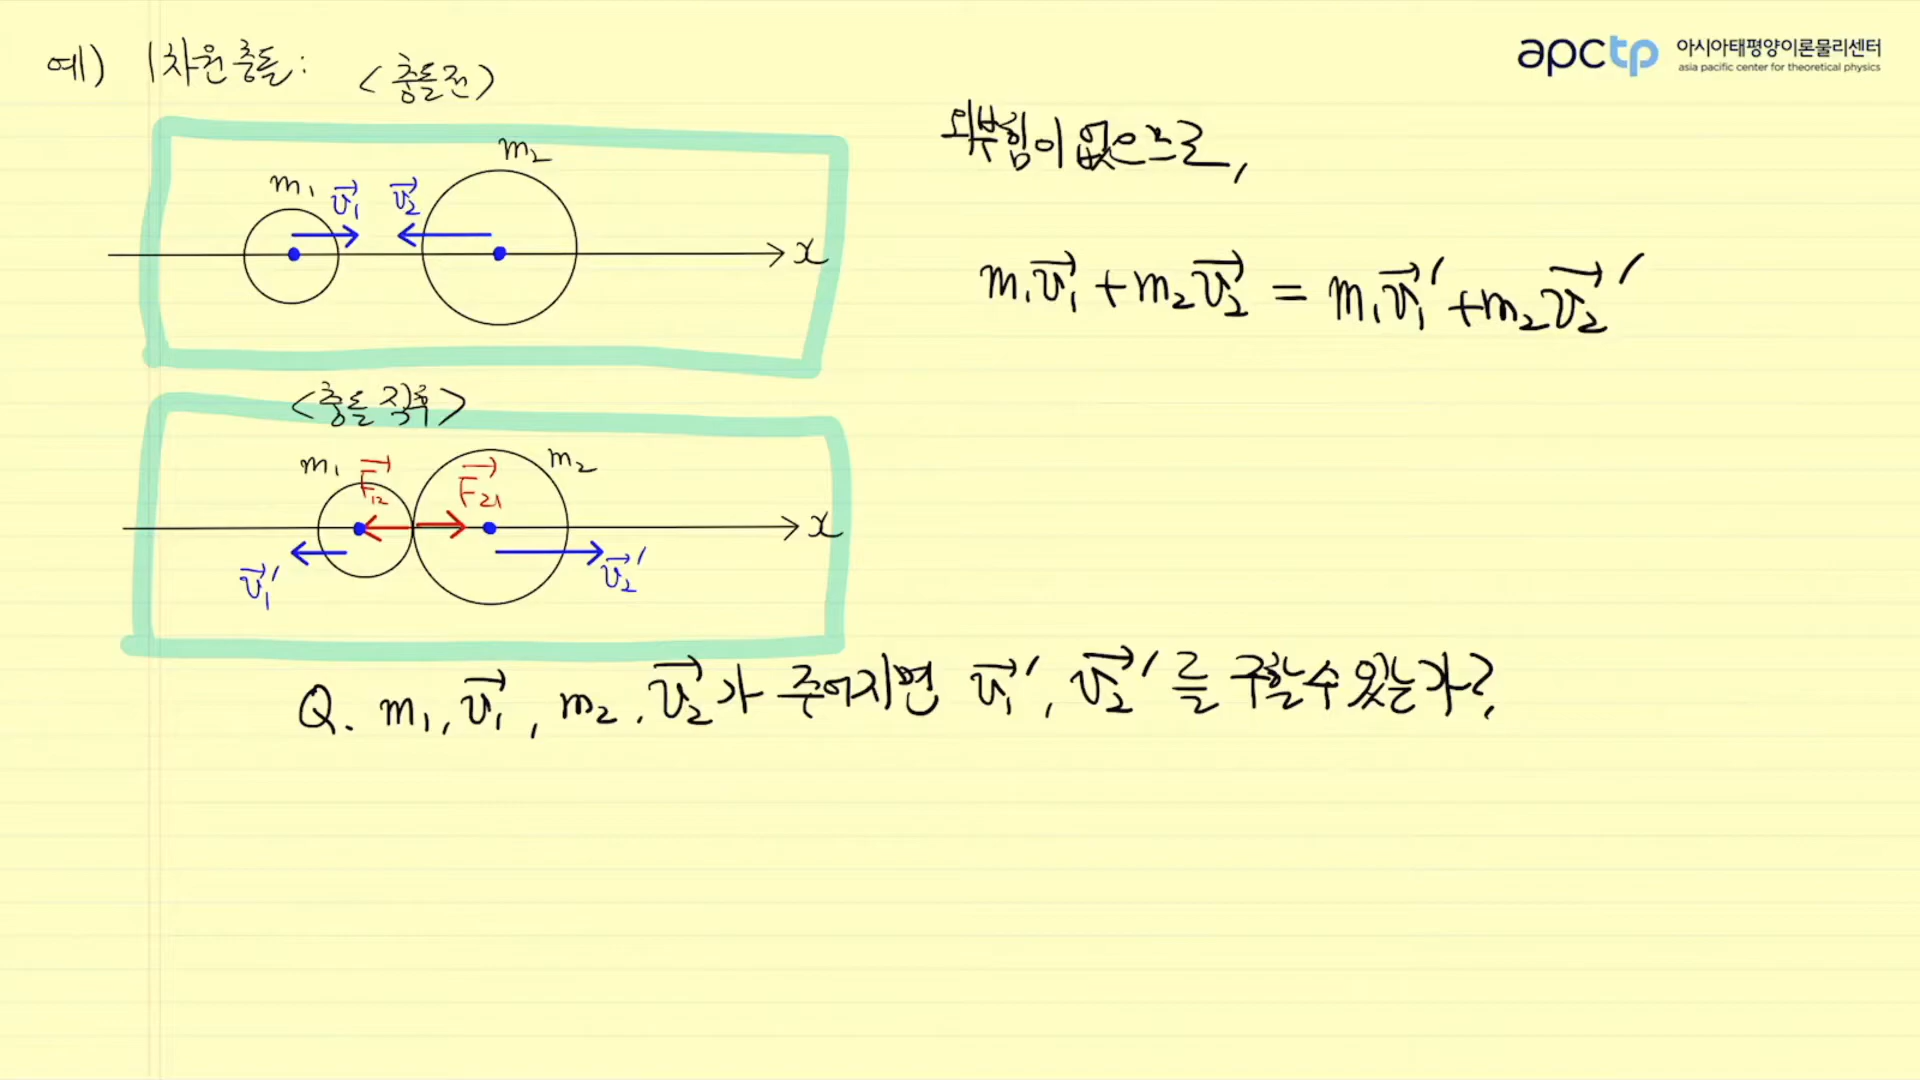 예) 1차원 충돌: <충돌전>
apctp 아시아태평양이론물리센터
asia pacific center for theoretical physics
외부힘이 없으므로,
m₁ m₂
v⃗₁ v⃗₂
x
m₁v⃗₁ + m₂v⃗₂ = m₁v⃗₁′ + m₂v⃗₂′
<충돌 직후>
m₁ F⃗₁₂ F⃗₂₁ m₂
x
v⃗₁′ v⃗₂′
Q. m₁, v⃗₁, m₂, v⃗₂가 주어지면 v⃗₁′, v⃗₂′를 구할 수 있는가?